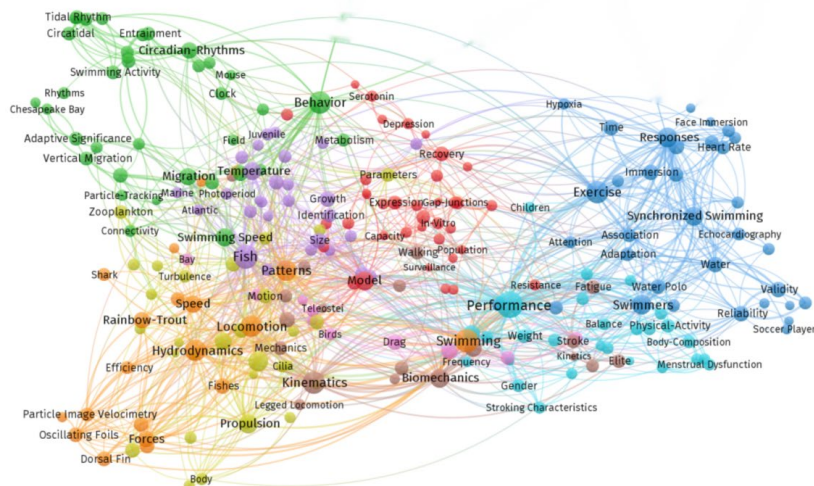 Tidal Rhythm
Circatidal
Entrainment
Circadian-Rhythms
Swimming Activity
Mouse
Rhythms
Clock
Chesapeake Bay
Behavior
Serotonin
Hypoxia
Depression
Face Immersion
Time
Responses
Heart Rate
Adaptive Significance
Field
Juvenile
Metabolism
Vertical Migration
Recovery
Migration
Temperature
Parameters
Immersion
Exercise
Particle-Tracking
Marine
Photoperiod
Growth
Expression
Gap-Junctions
Zooplankton
Atlantic
Identification
Children
Synchronized Swimming
In-Vitro
Connectivity
Swimming Speed
Size
Capacity
Attention
Association
Echocardiography
Walking
Population
Adaptation
Bay
Fish
Surveillance
Water
Shark
Turbulence
Patterns
Model
Resistance
Fatigue
Water Polo
Validity
Motion
Speed
Teleostei
Performance
Swimmers
Reliability
Rainbow-Trout
Locomotion
Birds
Balance
Physical-Activity
Soccer Player
Drag
Swimming
Weight
Stroke
Body-Composition
Hydrodynamics
Mechanics
Kinetics
Elite
Efficiency
Cilia
Frequency
Menstrual Dysfunction
Fishes
Kinematics
Biomechanics
Gender
Legged Locomotion
Stroking Characteristics
Particle Image Velocimetry
Propulsion
Oscillating Foils
Forces
Dorsal Fin
Body